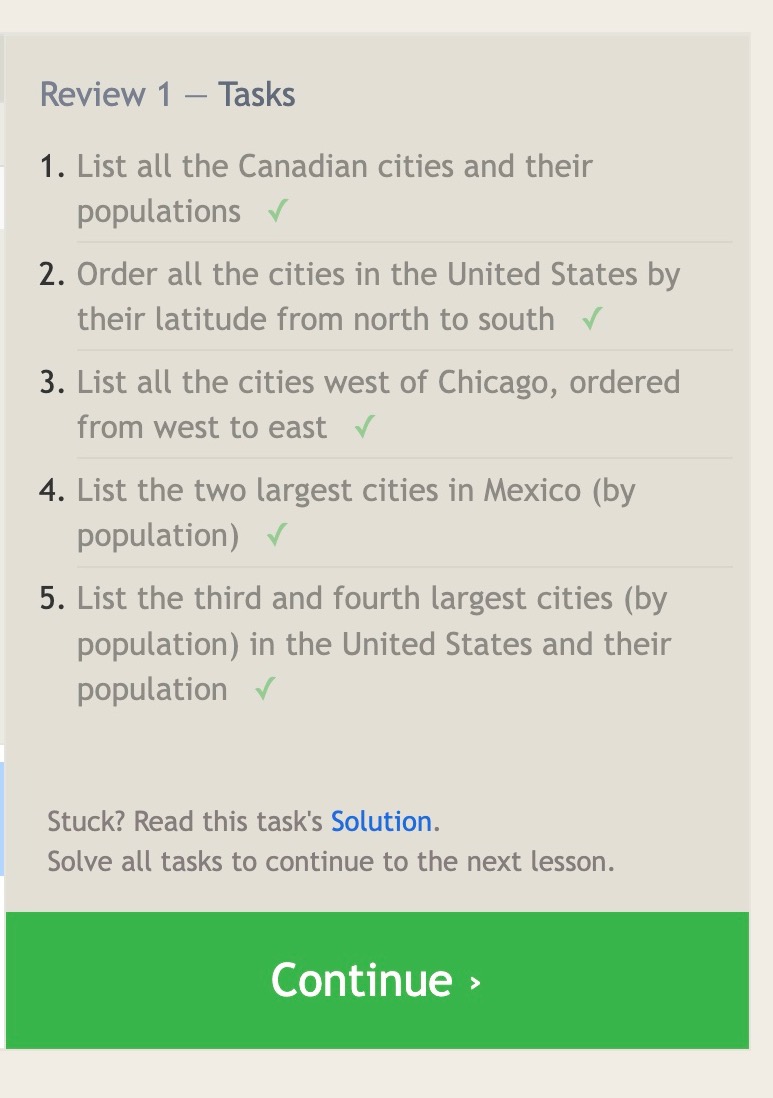 Review 1 — Tasks
1. List all the Canadian cities and their
populations ✓
2. Order all the cities in the United States by
their latitude from north to south ✓
3. List all the cities west of Chicago, ordered
from west to east ✓
4. List the two largest cities in Mexico (by
population) ✓
5. List the third and fourth largest cities (by
population) in the United States and their
population ✓
Stuck? Read this task's Solution.
Solve all tasks to continue to the next lesson.
Continue ›